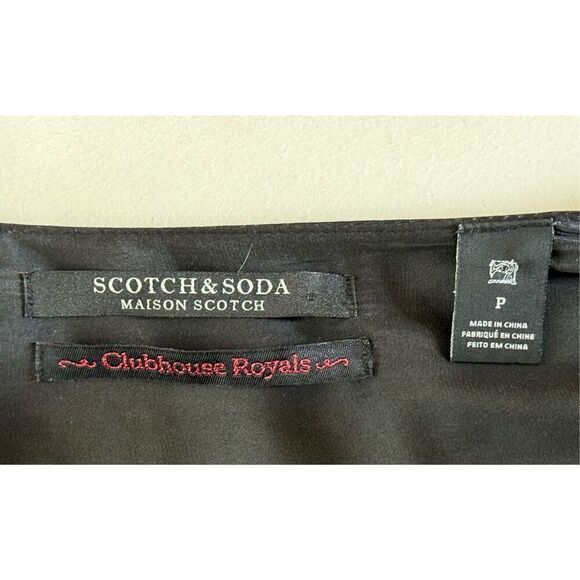 SCOTCH & SODA
MAISON SCOTCH
Clubhouse Royals
P
MADE IN CHINA
FABRIQUÉ EN CHINE
FEITO EM CHINA